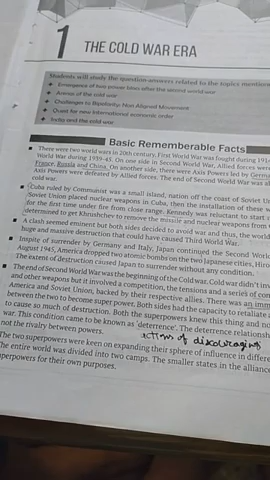 1 THE COLD WAR ERA
Students will study the question-answers related to the topics mentione
Emergence of two power blocs after the second world war
Arenas of the cold war
Challenges to Bipolarity: Non Aligned Movement
Quest for new international economic order
India and the cold war
Basic Rememberable Facts
There were two world wars in 20th century. First World War was fought during 191
World War during 1939-45. On one side in Second World War, Allied forces were
France, Russia and China, On another side, there were Axis Powers led by Germa
Axis Powers were defeated by Allied forces. The end of Second World War was al
cold war.
Cuba ruled by Communist was a small island, nation off the coast of
Soviet Union placed nuclear weapons in Cuba, then the installation of these w
for the first time under fire from close range. Kennedy was reluctant to start
determined to get Khrushchev to remove the missile and nuclear weapons from
A clash seemed eminent but both sides decided to avoid war and thus, the world
huge and massive destruction that could have caused Third World War.
Inspite of surrender by Germany and Italy, Japan continued the Second World
August 1945, America dropped two atomic bombs on the two Japanese cities, Hiro
The extent of destruction caused Japan to surrender without any condition.
The end of Second World War was the beginning of the Cold war. Cold war didn't in
and other weapons but it involved a competition, the tensions and a series of con
America and Soviet Union, backed by their respective allies. There was an imm
between the two to become super power. Both sides had the capacity to retaliate
to cause so much of destruction. Both the superpowers knew this thing and not
war. This condition came to be known as 'deterrence'. The deterrence relationsh
not the rivalry between powers.
action of discouraging
The two superpowers were keen on expanding their sphere of influence in differe
The entire world was divided into two camps. The smaller states in the alliance
uperpowers for their own purposes.